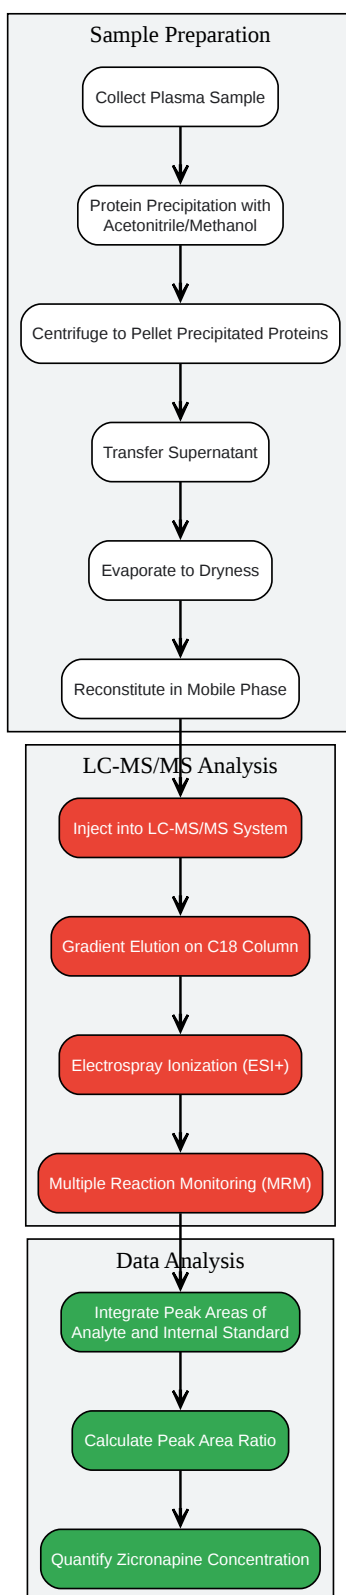 Sample Preparation
Collect Plasma Sample
Protein Precipitation with
Acetonitrile/Methanol
Centrifuge to Pellet Precipitated Proteins
Transfer Supernatant
Evaporate to Dryness
Reconstitute in Mobile Phase
LC-MS/MS Analysis
Inject into LC-MS/MS System
Gradient Elution on C18 Column
Electrospray Ionization (ESI+)
Multiple Reaction Monitoring (MRM)
Data Analysis
Integrate Peak Areas of
Analyte and Internal Standard
Calculate Peak Area Ratio
Quantify Zicronapine Concentration